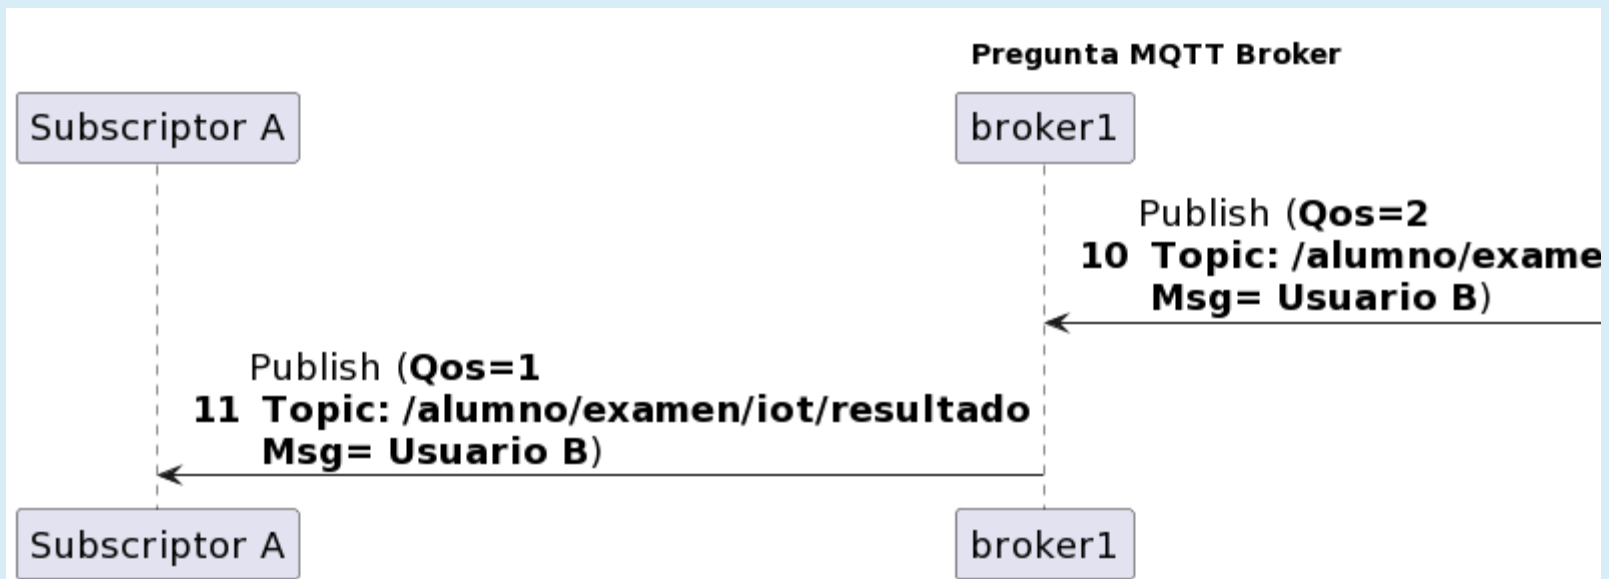 Pregunta MQTT Broker
Subscriptor A
broker1
Publish (Qos=2
10 Topic: /alumno/exame
Msg= Usuario B)
Publish (Qos=1
11 Topic: /alumno/examen/iot/resultado
Msg= Usuario B)
Subscriptor A
broker1